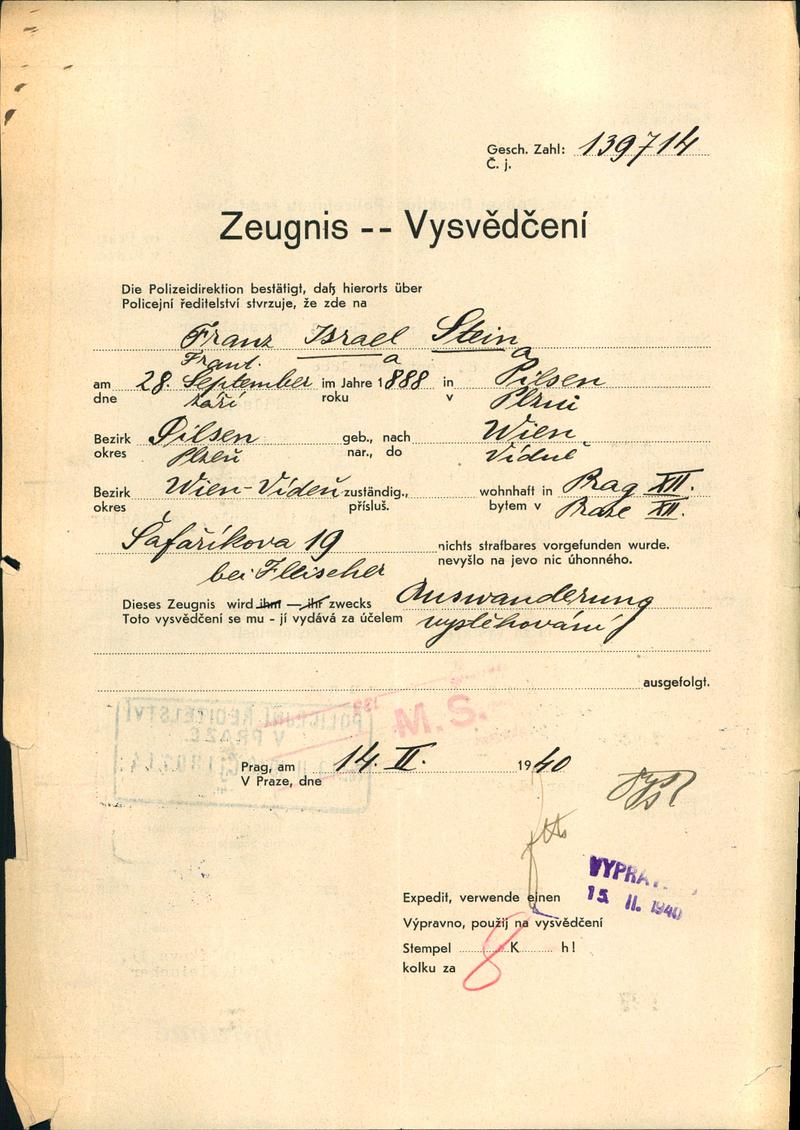 Gesch. Zahl: 139714
Č. j.
Zeugnis -- Vysvědčení
Die Polizeidirektion bestätigt, daß hierorts über
Policejní ředitelství stvrzuje, že zde na
Franz Israel Stein
Frant. a a
am 28. September im Jahre 1888 in Pilsen
dne září roku v Plzni
Bezirk Pilsen geb., nach Wien
okres Plzeň nar., do Vídně
Bezirk Wien-Vídeň zuständig., wohnhaft in Prag XII.
okres přísluš. bytem v Praze XII.
Šafaříkova 19 nichts strafbares vorgefunden wurde.
nevyšlo na jevo nic úhonného.
bei Fleischer
Dieses Zeugnis wird ihm — ihr zwecks Auswanderung
Toto vysvědčení se mu - jí vydává za účelem vystěhování
ausgefolgt.
M. S.
POLICEJNÍ ŘEDITELSTVÍ
V PRAZE
Prag, am 14. II. 1940
V Praze, dne
VYPRA
15. II. 1940
Expedit, verwende einen
Výpravno, použij na vysvědčení
Stempel 8 K h!
kolku za